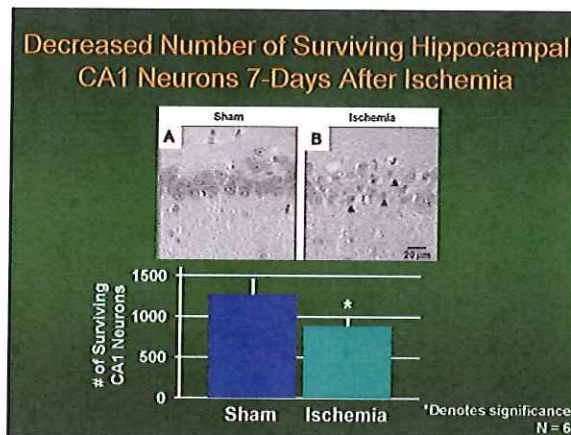 Decreased Number of Surviving Hippocampal
CA1 Neurons 7-Days After Ischemia
Sham
Ischemia
A
B
20 µm
# of Surviving
CA1 Neurons
1500
1000
500
0
*
Sham
Ischemia
*Denotes significance
N = 6